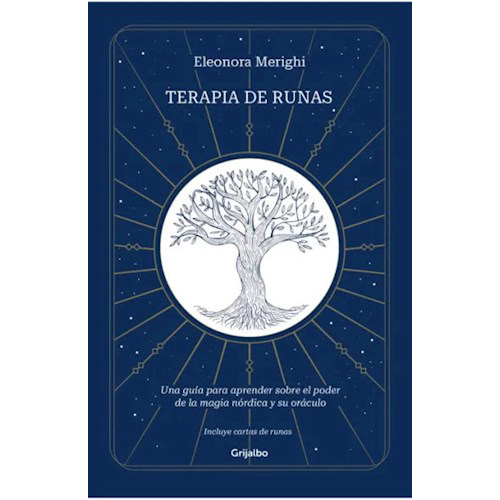 Eleonora Merighi
TERAPIA DE RUNAS
Una guía para aprender sobre el poder
de la magia nórdica y su oráculo
Incluye cartas de runas
Grijalbo